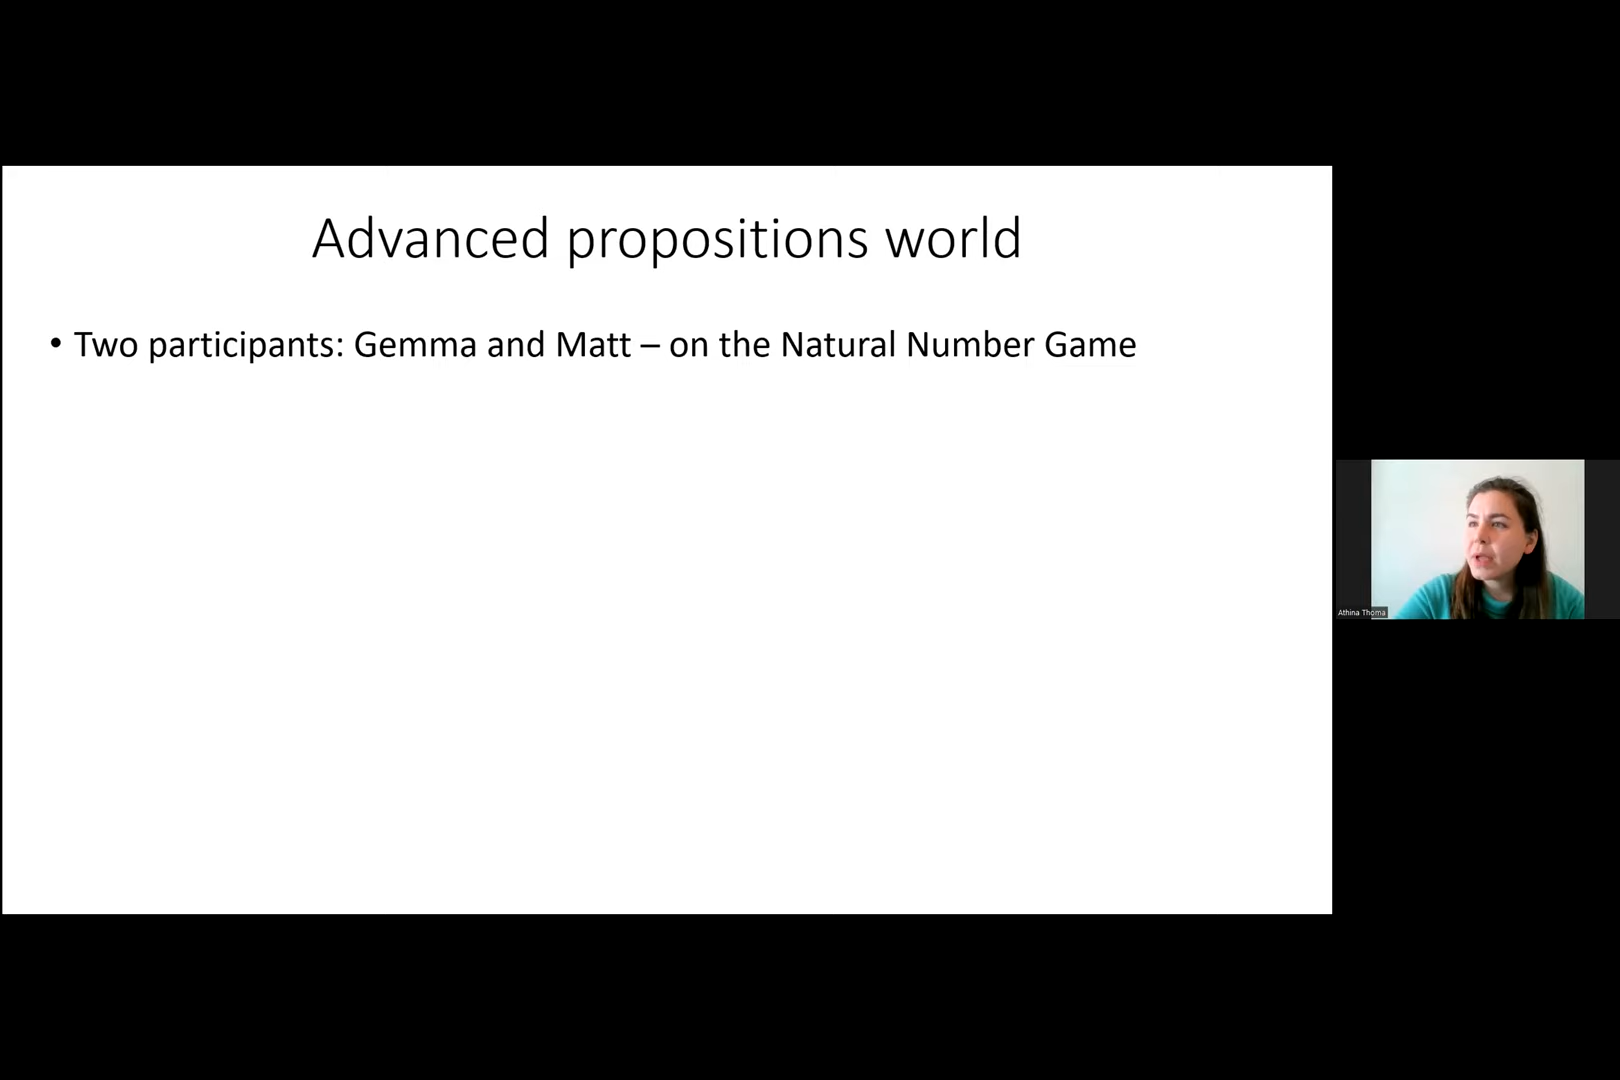 Advanced propositions world
• Two participants: Gemma and Matt – on the Natural Number Game
Athina Thoma